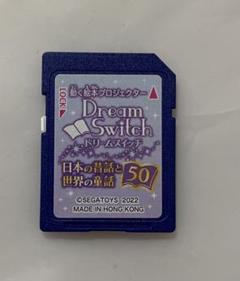 動く絵本プロジェクター
LOCK
Dream
Switch
ドリームスイッチ
日本の昔話と
世界の童話
50
©SEGATOYS 2022
MADE IN HONG KONG